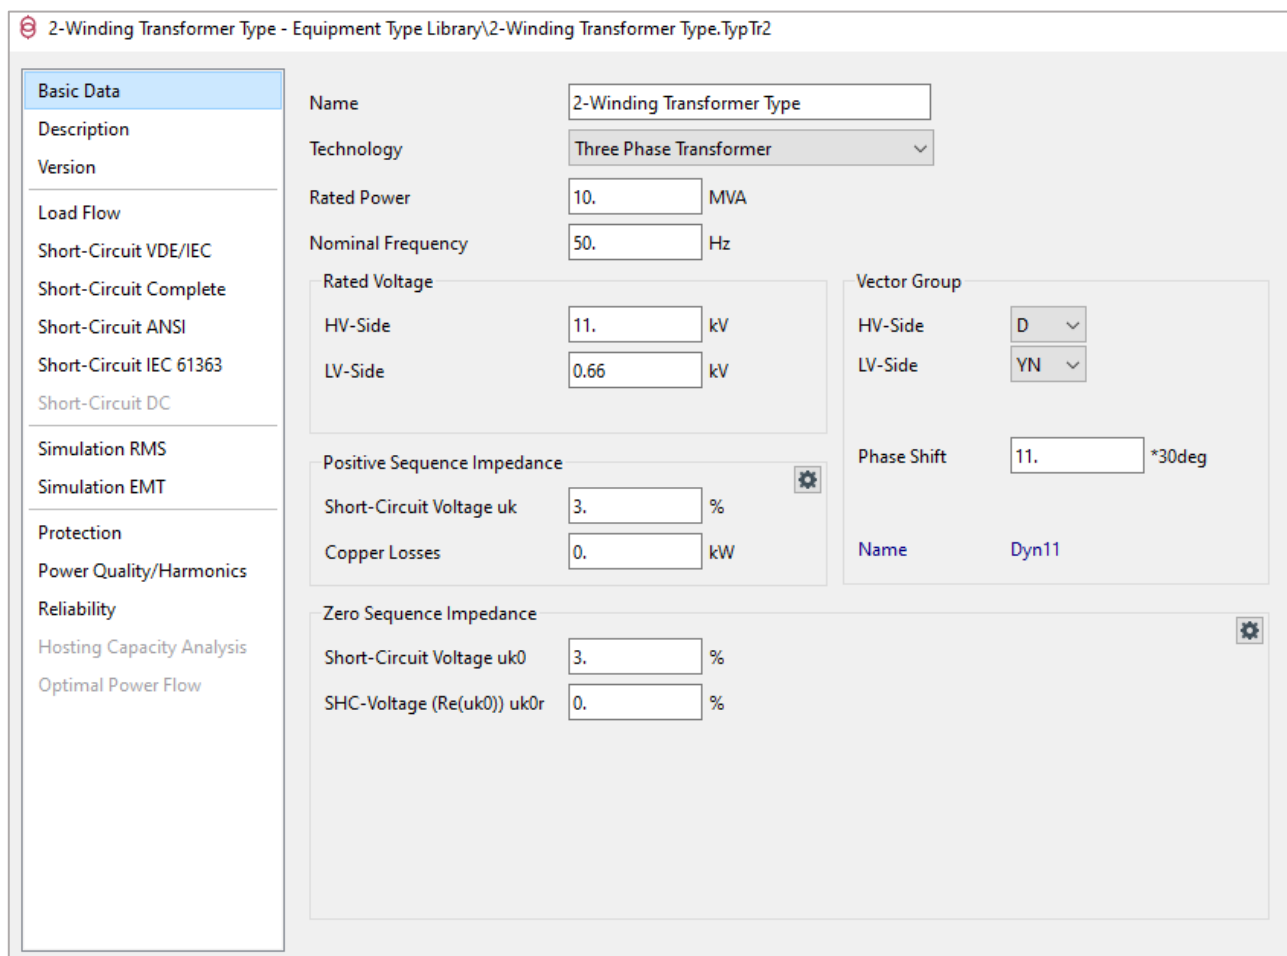 2-Winding Transformer Type - Equipment Type Library\2-Winding Transformer Type.TypTr2
Basic Data
Description
Version
Load Flow
Short-Circuit VDE/IEC
Short-Circuit Complete
Short-Circuit ANSI
Short-Circuit IEC 61363
Short-Circuit DC
Simulation RMS
Simulation EMT
Protection
Power Quality/Harmonics
Reliability
Hosting Capacity Analysis
Optimal Power Flow
Name 2-Winding Transformer Type
Technology Three Phase Transformer
Rated Power 10. MVA
Nominal Frequency 50. Hz
Rated Voltage
HV-Side 11. kV
LV-Side 0.66 kV
Vector Group
HV-Side D
LV-Side YN
Phase Shift 11. *30deg
Name Dyn11
Positive Sequence Impedance
Short-Circuit Voltage uk 3. %
Copper Losses 0. kW
Zero Sequence Impedance
Short-Circuit Voltage uk0 3. %
SHC-Voltage (Re(uk0)) uk0r 0. %